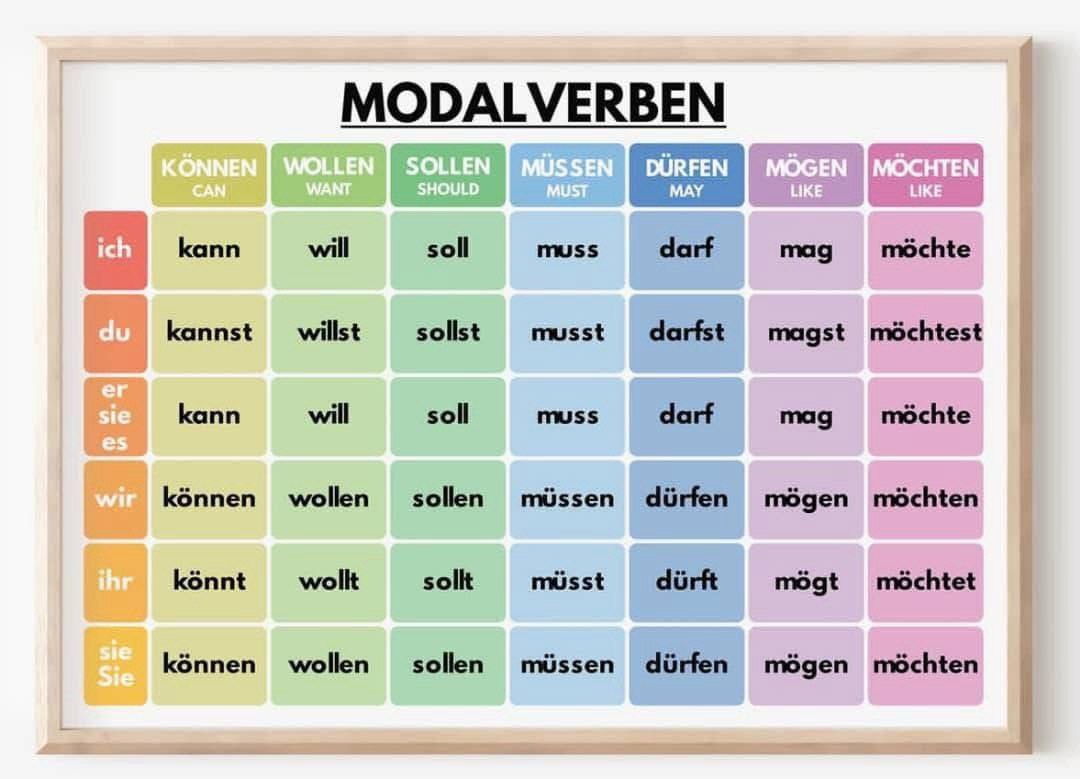 MODALVERBEN
KÖNNEN WOLLEN SOLLEN MÜSSEN DÜRFEN MÖGEN MÖCHTEN
CAN WANT SHOULD MUST MAY LIKE LIKE
ich kann will soll muss darf mag möchte
du kannst willst sollst musst darfst magst möchtest
er
sie kann will soll muss darf mag möchte
es
wir können wollen sollen müssen dürfen mögen möchten
ihr könnt wollt sollt müsst dürft mögt möchtet
sie
Sie können wollen sollen müssen dürfen mögen möchten